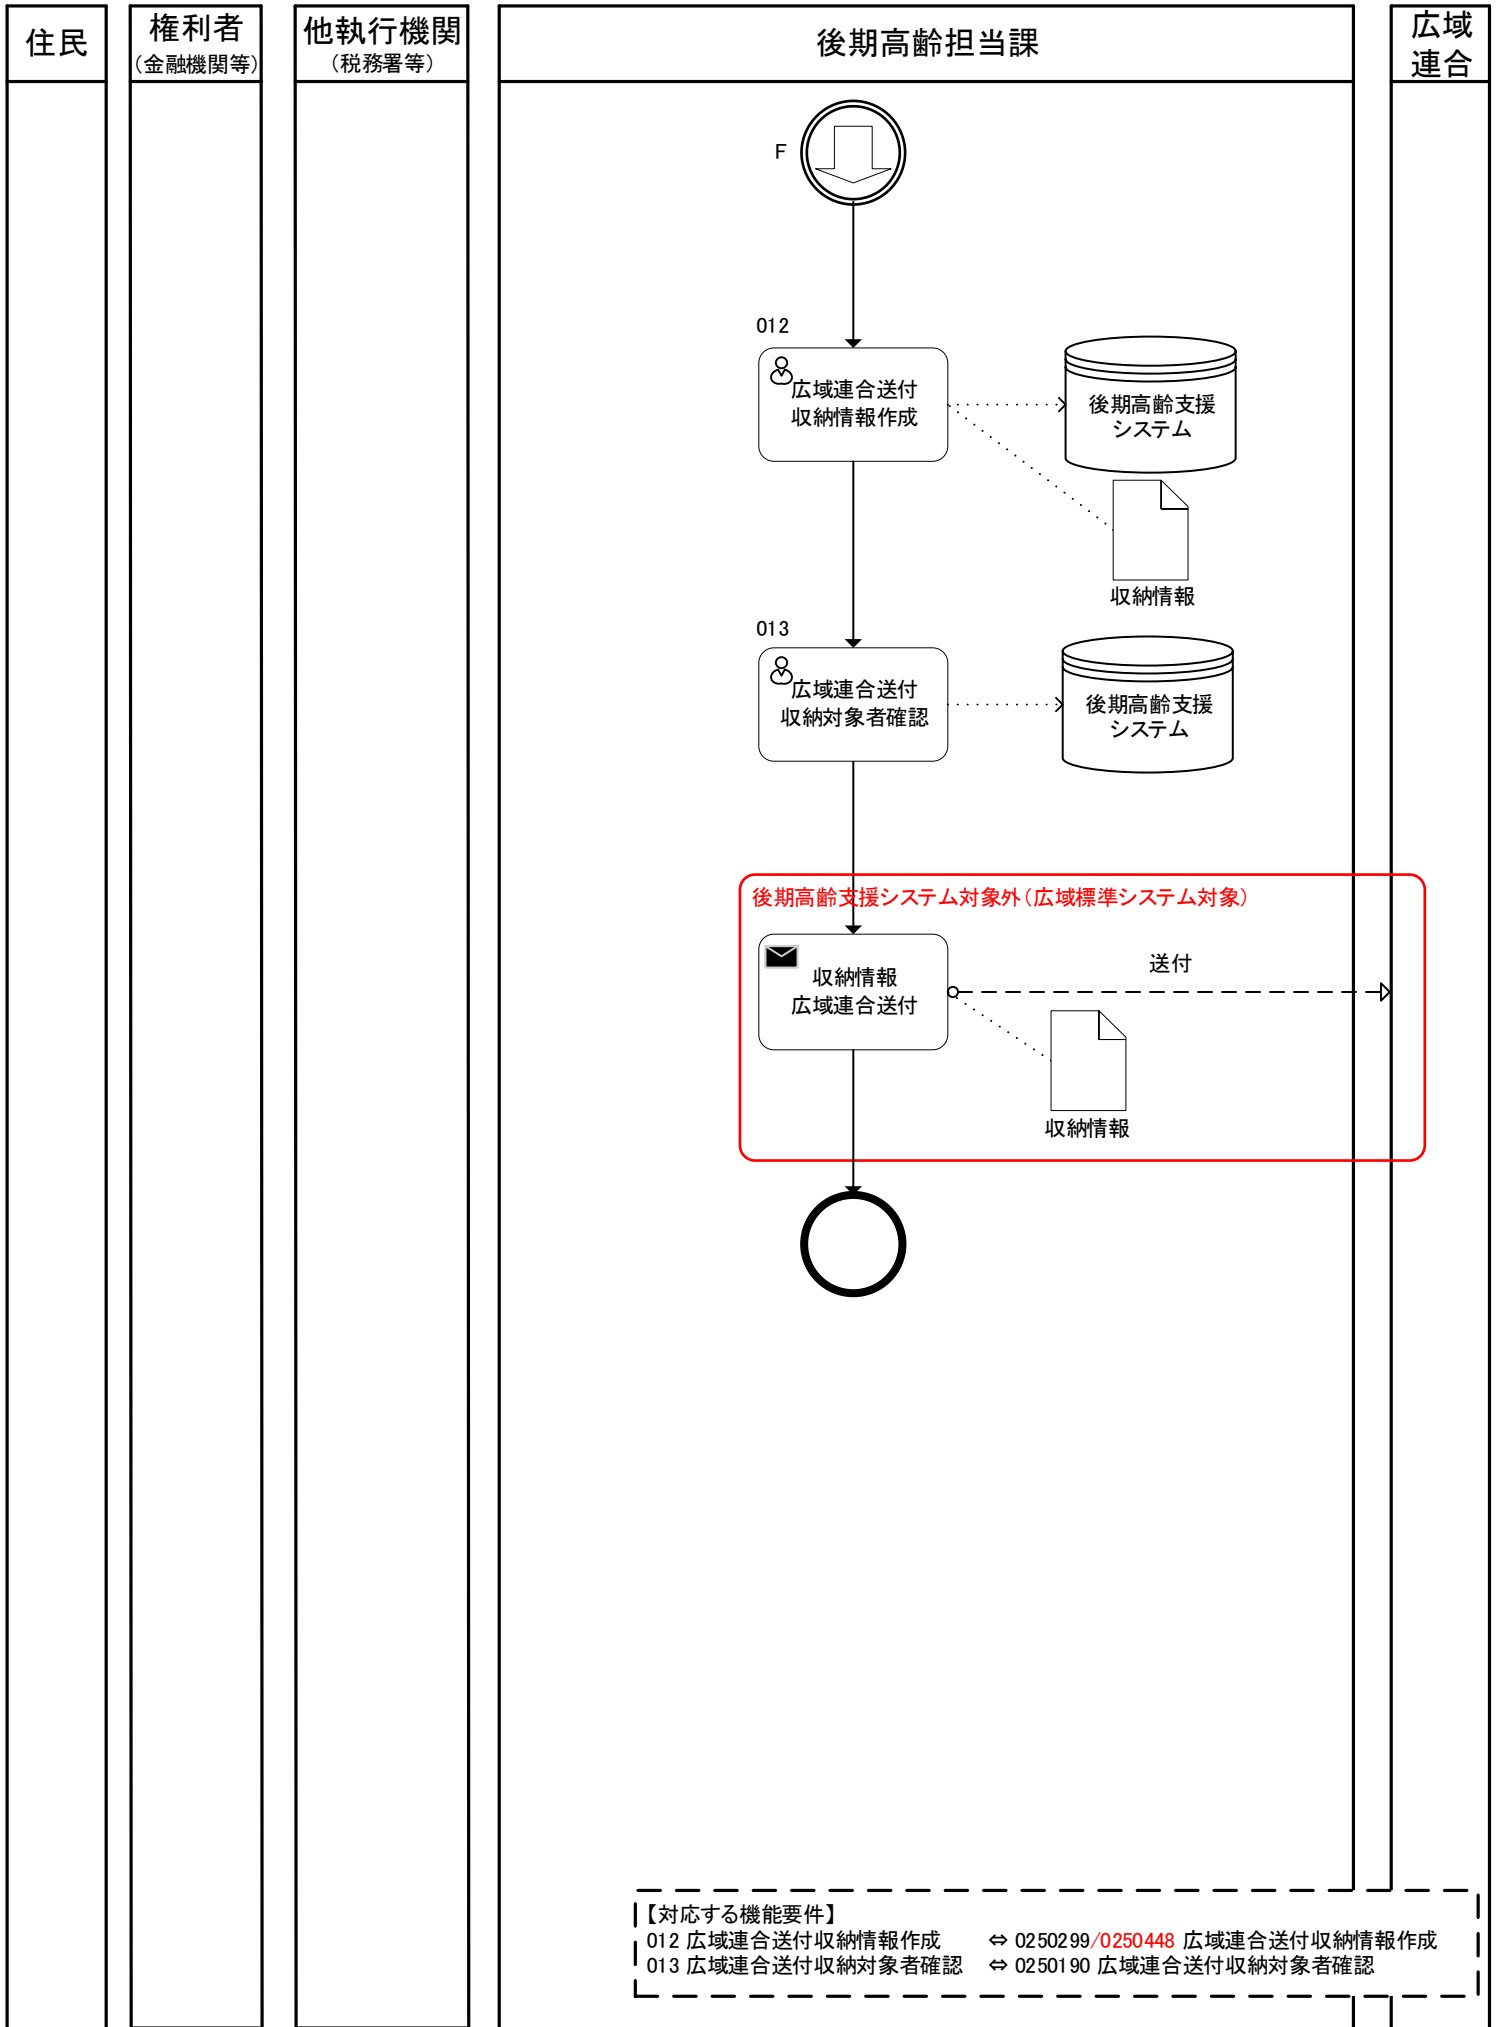 住民
権利者
（金融機関等）
他執行機関
（税務署等）
後期高齢担当課
広域
連合
F
012
広域連合送付
収納情報作成
後期高齢支援
システム
収納情報
013
広域連合送付
収納対象者確認
後期高齢支援
システム
後期高齢支援システム対象外（広域標準システム対象）
収納情報
広域連合送付
送付
収納情報
【対応する機能要件】
012 広域連合送付収納情報作成 ⇔ 0250299/0250448 広域連合送付収納情報作成
013 広域連合送付収納対象者確認 ⇔ 0250190 広域連合送付収納対象者確認